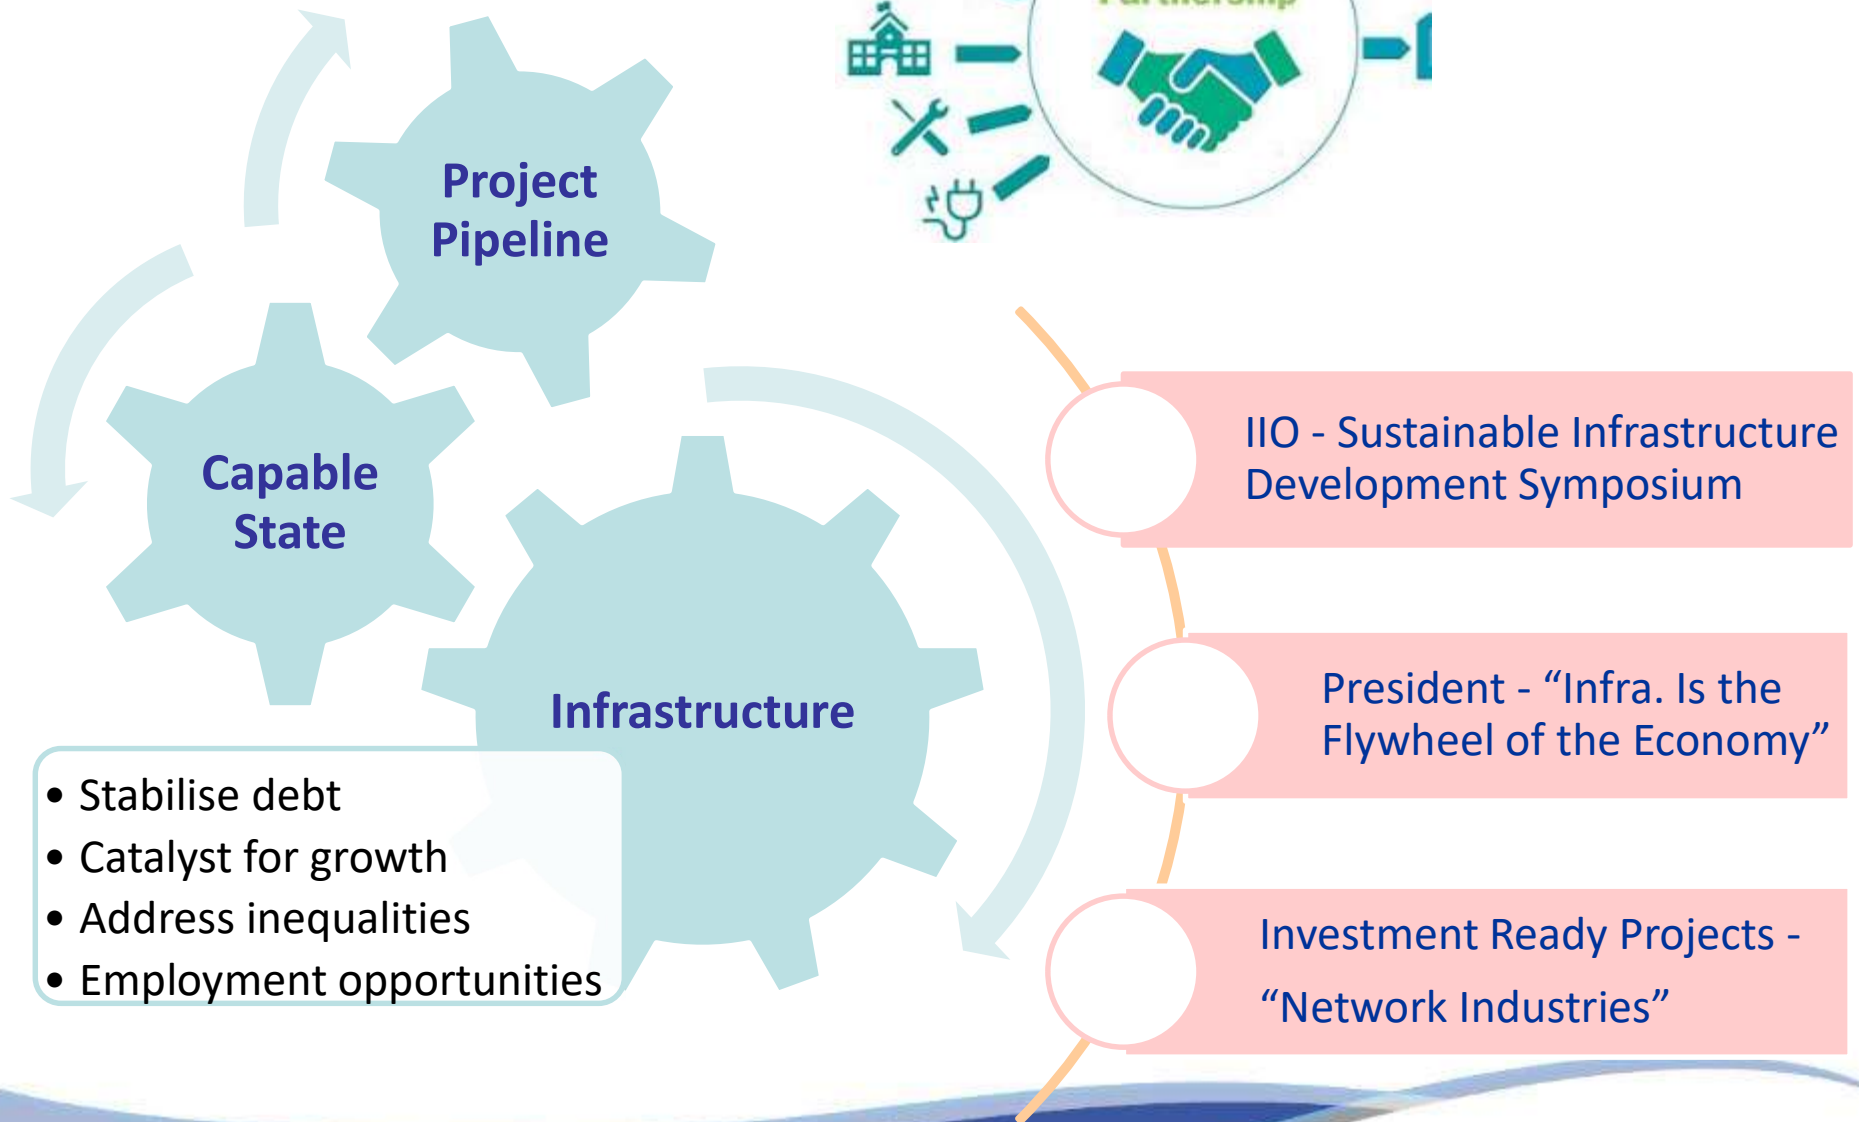 Partnership
Project
Pipeline
Capable
State
Infrastructure
• Stabilise debt
• Catalyst for growth
• Address inequalities
• Employment opportunities
IIO - Sustainable Infrastructure
Development Symposium
President - “Infra. Is the
Flywheel of the Economy”
Investment Ready Projects -
“Network Industries”